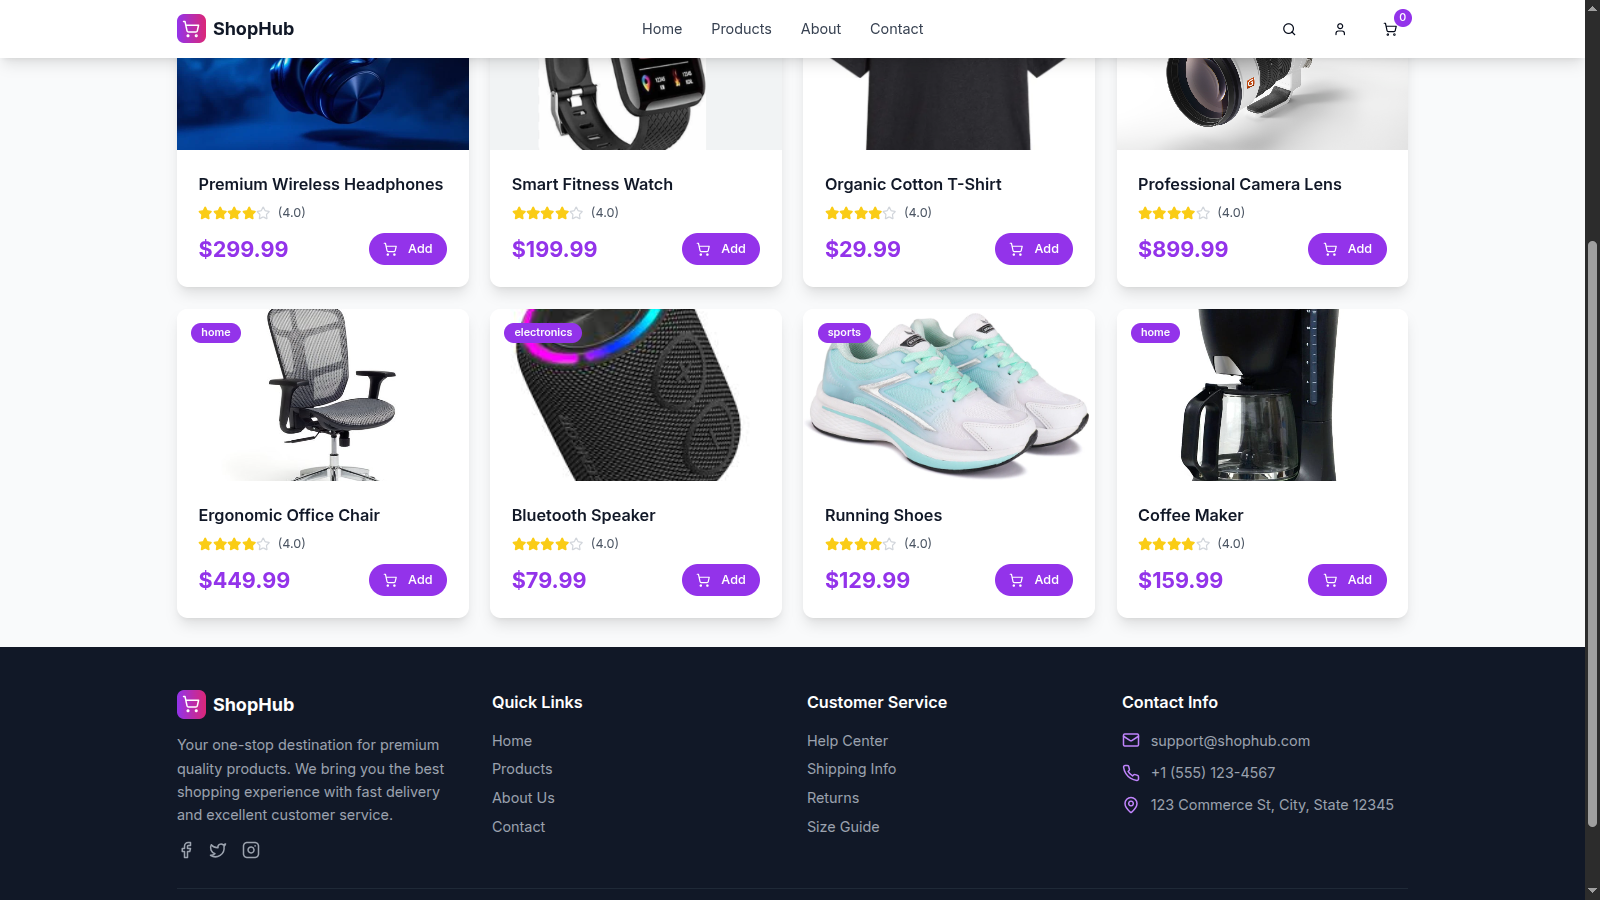 ShopHub
Home Products About Contact
0
Premium Wireless Headphones
(4.0)
$299.99 Add
Smart Fitness Watch
(4.0)
$199.99 Add
Organic Cotton T-Shirt
(4.0)
$29.99 Add
Professional Camera Lens
(4.0)
$899.99 Add
home
Ergonomic Office Chair
(4.0)
$449.99 Add
electronics
Bluetooth Speaker
(4.0)
$79.99 Add
sports
Running Shoes
(4.0)
$129.99 Add
home
Coffee Maker
(4.0)
$159.99 Add
ShopHub
Your one-stop destination for premium
quality products. We bring you the best
shopping experience with fast delivery
and excellent customer service.
Quick Links
Home
Products
About Us
Contact
Customer Service
Help Center
Shipping Info
Returns
Size Guide
Contact Info
support@shophub.com
+1 (555) 123-4567
123 Commerce St, City, State 12345